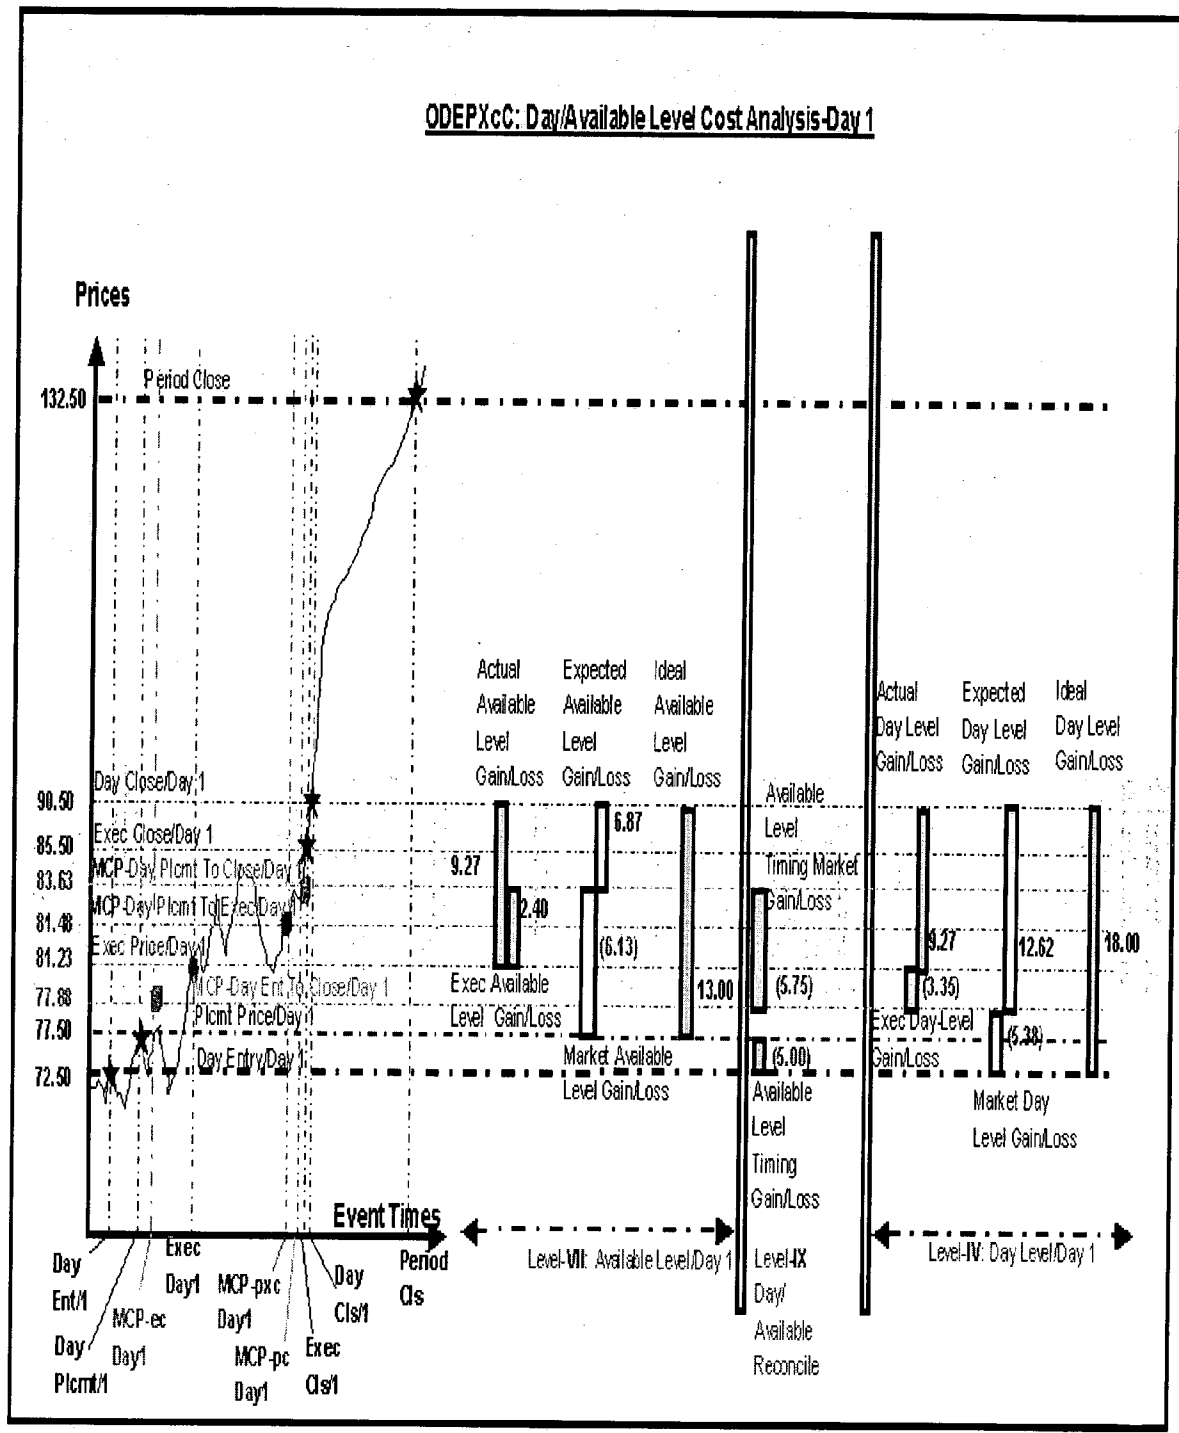 ODEPXcC: Day/Available Level Cost Analysis-Day 1
Prices
132.50
Period Close
Actual
Available
Level
Gain/Loss
Expected
Available
Level
Gain/Loss
Ideal
Available
Level
Gain/Loss
Actual
Day Level
Gain/Loss
Expected
Day Level
Gain/Loss
Ideal
Day Level
Gain/Loss
90.50
Day Close/Day 1
85.50
Exec Close/Day 1
83.63
MCP-Day Plcmt To Close/Day 1
81.48
MCP-Day/Plcmt To Exec/Day 1
81.23
Exec Price/Day 1
77.88
MCP-Day Ent To Close/Day 1
77.50
Plcmt Price/Day 1
72.50
Day Entry/Day 1
9.27
2.40
6.87
(6.13)
13.00
Exec Available
Level Gain/Loss
Market Available
Level Gain/Loss
Available
Level
Timing Market
Gain/Loss
(5.75)
(5.00)
Available
Level
Timing
Gain/Loss
9.27
(3.35)
12.62
(5.38)
18.00
Exec Day-Level
Gain/Loss
Market Day
Level Gain/Loss
Event Times
Day
Ent/1
Day
Plcmt/1
MCP-ec
Day1
Exec
Day1
MCP-pxc
Day1
MCP-pc
Day1
Exec
Cls/1
Day
Cls/1
Period
Cls
Level-VII: Available Level/Day 1
Level-IX
Day/
Available
Reconcile
Level-IV: Day Level/Day 1